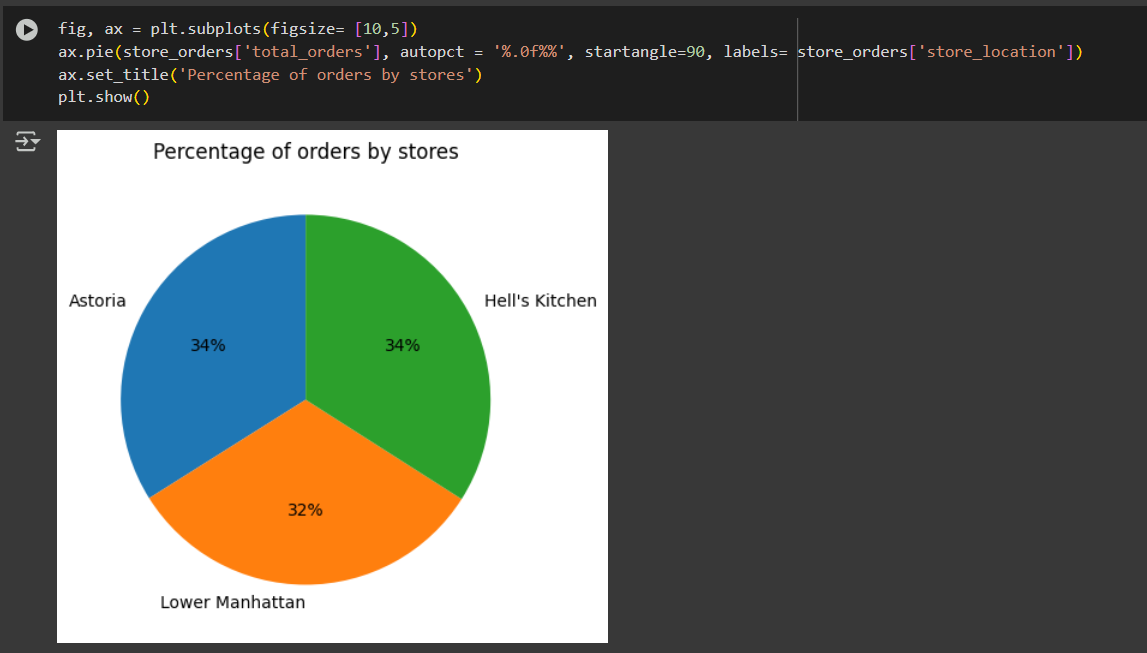 fig, ax = plt.subplots(figsize= [10,5])
ax.pie(store_orders['total_orders'], autopct = '%.0f%%', startangle=90, labels= store_orders['store_location'])
ax.set_title('Percentage of orders by stores')
plt.show()
Percentage of orders by stores
Astoria
Hell's Kitchen
34%
34%
32%
Lower Manhattan